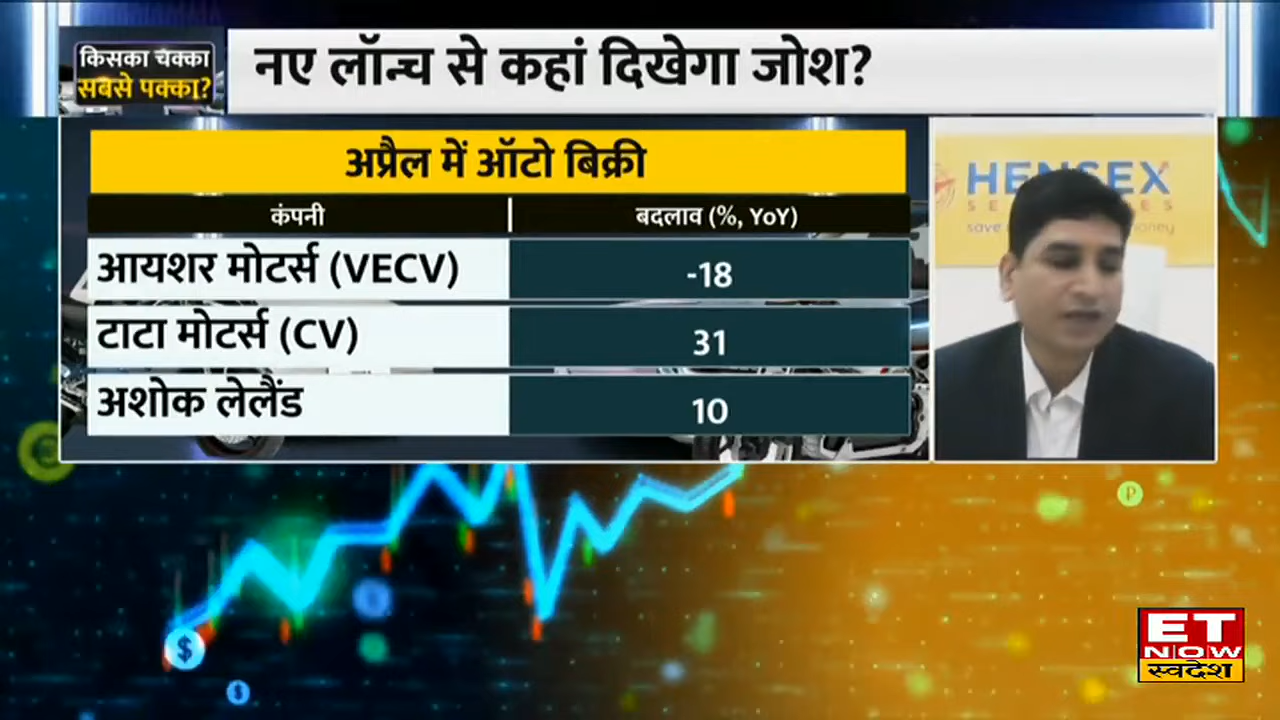 किसका चक्का
सबसे पक्का?
नए लॉन्च से कहां दिखेगा जोश?
अप्रैल में ऑटो बिक्री
कंपनी
बदलाव (%, YoY)
आयशर मोटर्स (VECV)
-18
टाटा मोटर्स (CV)
31
अशोक लेलैंड
10
ET
NOW
स्वदेश